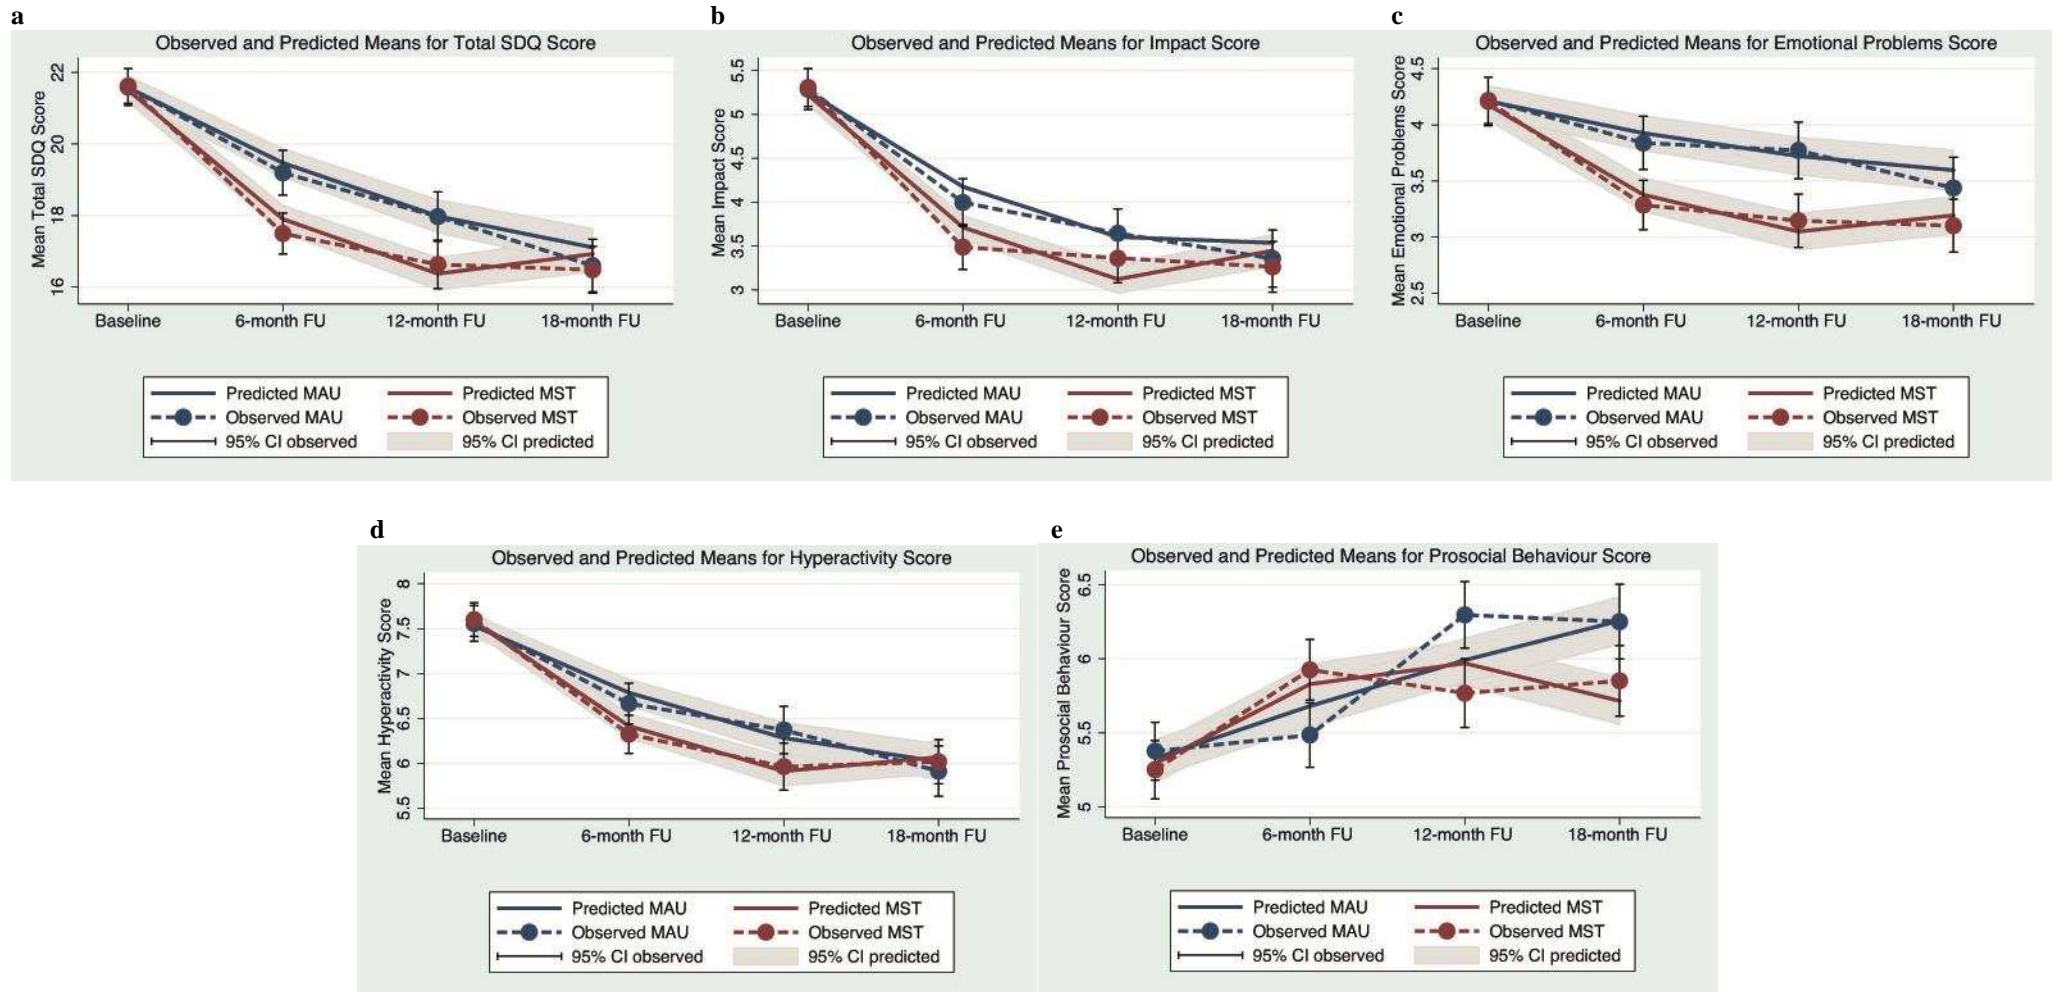 a
Observed and Predicted Means for Total SDQ Score
Mean Total SDQ Score
22
20
18
16
Baseline 6-month FU 12-month FU 18-month FU
Predicted MAU Predicted MST
Observed MAU Observed MST
95% CI observed 95% CI predicted
b
Observed and Predicted Means for Impact Score
Mean Impact Score
5.5
5
4.5
4
3.5
3
Baseline 6-month FU 12-month FU 18-month FU
Predicted MAU Predicted MST
Observed MAU Observed MST
95% CI observed 95% CI predicted
c
Observed and Predicted Means for Emotional Problems Score
Mean Emotional Problems Score
4.5
4
3.5
3
2.5
Baseline 6-month FU 12-month FU 18-month FU
Predicted MAU Predicted MST
Observed MAU Observed MST
95% CI observed 95% CI predicted
d
Observed and Predicted Means for Hyperactivity Score
Mean Hyperactivity Score
8
7.5
7
6.5
6
5.5
Baseline 6-month FU 12-month FU 18-month FU
Predicted MAU Predicted MST
Observed MAU Observed MST
95% CI observed 95% CI predicted
e
Observed and Predicted Means for Prosocial Behaviour Score
Mean Prosocial Behaviour Score
6.5
6
5.5
5
Baseline 6-month FU 12-month FU 18-month FU
Predicted MAU Predicted MST
Observed MAU Observed MST
95% CI observed 95% CI predicted